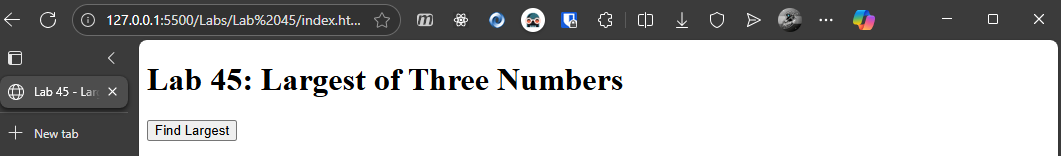 127.0.0.1:5500/Labs/Lab%2045/index.ht...
Lab 45 - Lar
New tab
Lab 45: Largest of Three Numbers
Find Largest